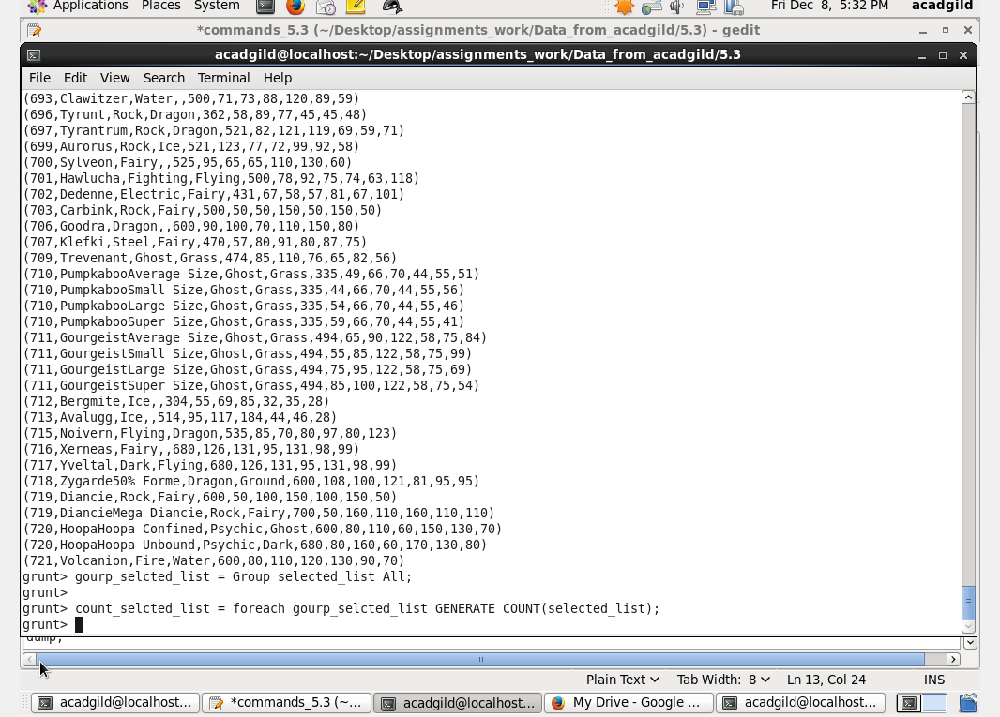 Applications Places System Fri Dec 8, 5:32 PM acadgild
*commands_5.3 (~/Desktop/assignments_work/Data_from_acadgild/5.3) - gedit
acadgild@localhost:~/Desktop/assignments_work/Data_from_acadgild/5.3
File Edit View Search Terminal Help
(693,Clawitzer,Water,,500,71,73,88,120,89,59)
(696,Tyrunt,Rock,Dragon,362,58,89,77,45,45,48)
(697,Tyrantrum,Rock,Dragon,521,82,121,119,69,59,71)
(699,Aurorus,Rock,Ice,521,123,77,72,99,92,58)
(700,Sylveon,Fairy,,525,95,65,65,110,130,60)
(701,Hawlucha,Fighting,Flying,500,78,92,75,74,63,118)
(702,Dedenne,Electric,Fairy,431,67,58,57,81,67,101)
(703,Carbink,Rock,Fairy,500,50,50,150,50,150,50)
(706,Goodra,Dragon,,600,90,100,70,110,150,80)
(707,Klefki,Steel,Fairy,470,57,80,91,80,87,75)
(709,Trevenant,Ghost,Grass,474,85,110,76,65,82,56)
(710,PumpkabooAverage Size,Ghost,Grass,335,49,66,70,44,55,51)
(710,PumpkabooSmall Size,Ghost,Grass,335,44,66,70,44,55,56)
(710,PumpkabooLarge Size,Ghost,Grass,335,54,66,70,44,55,46)
(710,PumpkabooSuper Size,Ghost,Grass,335,59,66,70,44,55,41)
(711,GourgeistAverage Size,Ghost,Grass,494,65,90,122,58,75,84)
(711,GourgeistSmall Size,Ghost,Grass,494,55,85,122,58,75,99)
(711,GourgeistLarge Size,Ghost,Grass,494,75,95,122,58,75,69)
(711,GourgeistSuper Size,Ghost,Grass,494,85,100,122,58,75,54)
(712,Bergmite,Ice,,304,55,69,85,32,35,28)
(713,Avalugg,Ice,,514,95,117,184,44,46,28)
(715,Noivern,Flying,Dragon,535,85,70,80,97,80,123)
(716,Xerneas,Fairy,,680,126,131,95,131,98,99)
(717,Yveltal,Dark,Flying,680,126,131,95,131,98,99)
(718,Zygarde50% Forme,Dragon,Ground,600,108,100,121,81,95,95)
(719,Diancie,Rock,Fairy,600,50,100,150,100,150,50)
(719,DiancieMega Diancie,Rock,Fairy,700,50,160,110,160,110,110)
(720,HoopaHoopa Confined,Psychic,Ghost,600,80,110,60,150,130,70)
(720,HoopaHoopa Unbound,Psychic,Dark,680,80,160,60,170,130,80)
(721,Volcanion,Fire,Water,600,80,110,120,130,90,70)
grunt> gourp_selcted_list = Group selected_list All;
grunt>
grunt> count_selcted_list = foreach gourp_selcted_list GENERATE COUNT(selected_list);
grunt>
dump,
Plain Text Tab Width: 8 Ln 13, Col 24 INS
acadgild@localhost... *commands_5.3 (~/... acadgild@localhost... My Drive - Google ... acadgild@localhost...